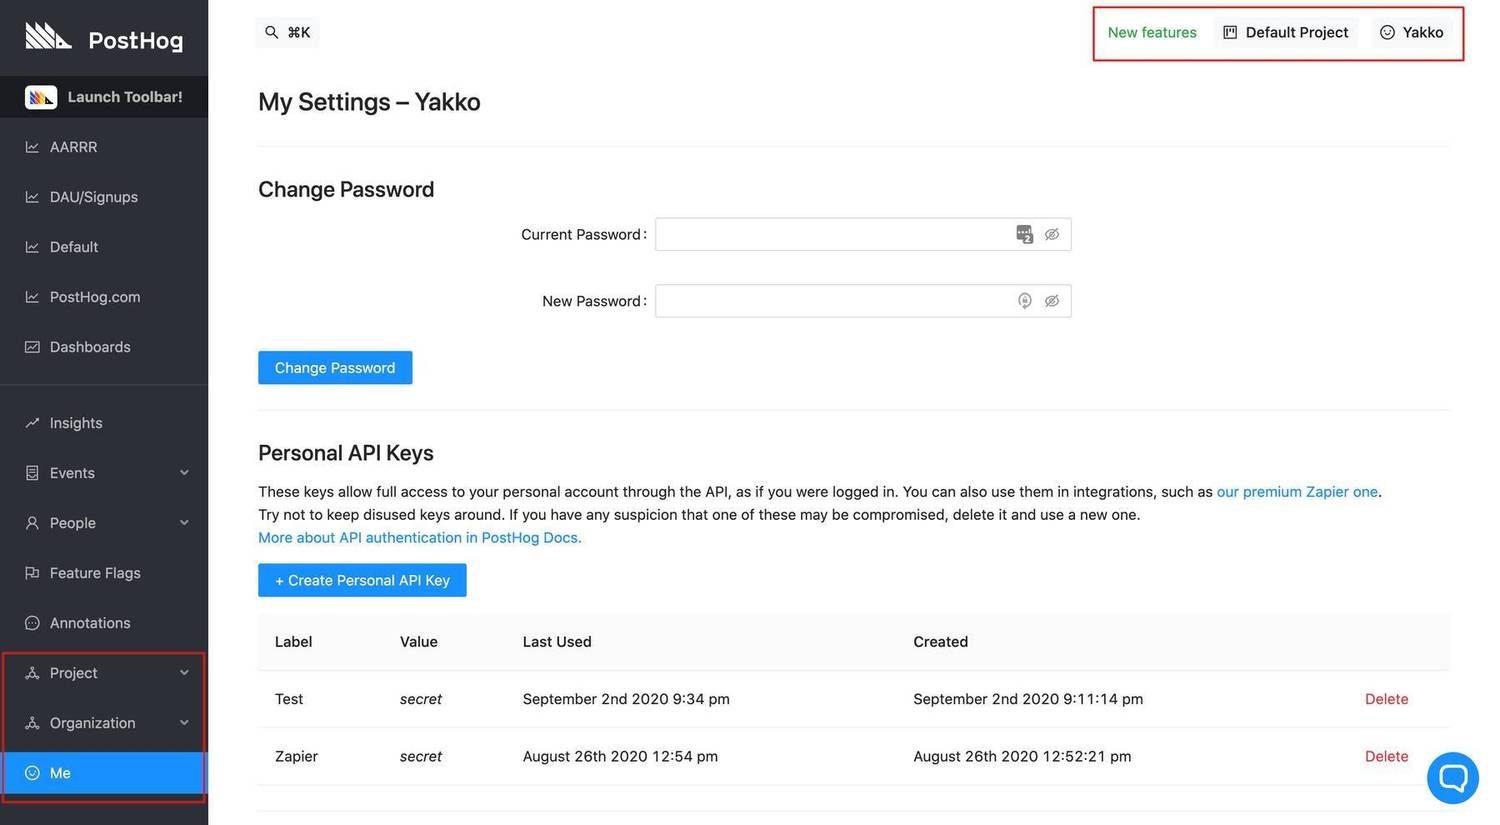 PostHog
Launch Toolbar!
AARRR
DAU/Signups
Default
PostHog.com
Dashboards
Insights
Events
People
Feature Flags
Annotations
Project
Organization
Me
⌘K
New features
Default Project
Yakko
My Settings – Yakko
Change Password
Current Password:
New Password:
Change Password
Personal API Keys
These keys allow full access to your personal account through the API, as if you were logged in. You can also use them in integrations, such as our premium Zapier one.
Try not to keep disused keys around. If you have any suspicion that one of these may be compromised, delete it and use a new one.
More about API authentication in PostHog Docs.
+ Create Personal API Key
Label Value Last Used Created
Test secret September 2nd 2020 9:34 pm September 2nd 2020 9:11:14 pm Delete
Zapier secret August 26th 2020 12:54 pm August 26th 2020 12:52:21 pm Delete